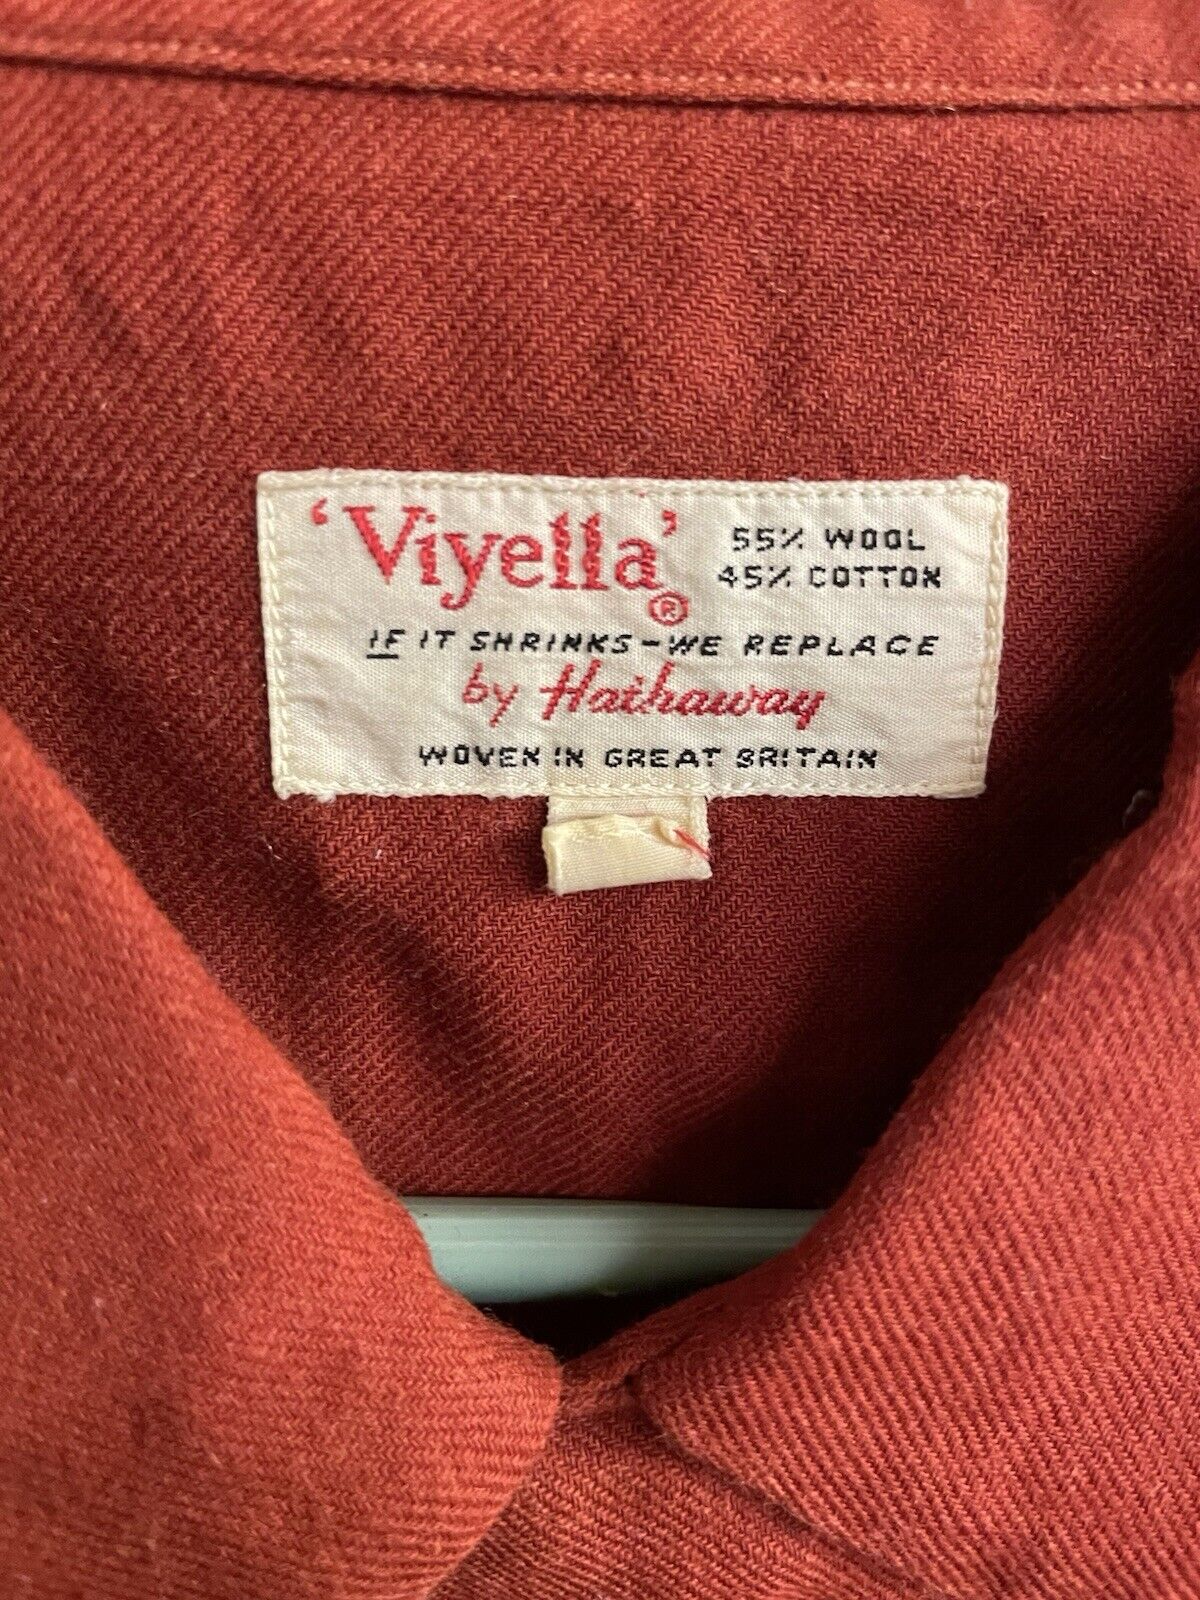 'Viyella'® 55% WOOL
45% COTTON
IF IT SHRINKS-WE REPLACE
by Hathaway
WOVEN IN GREAT BRITAIN